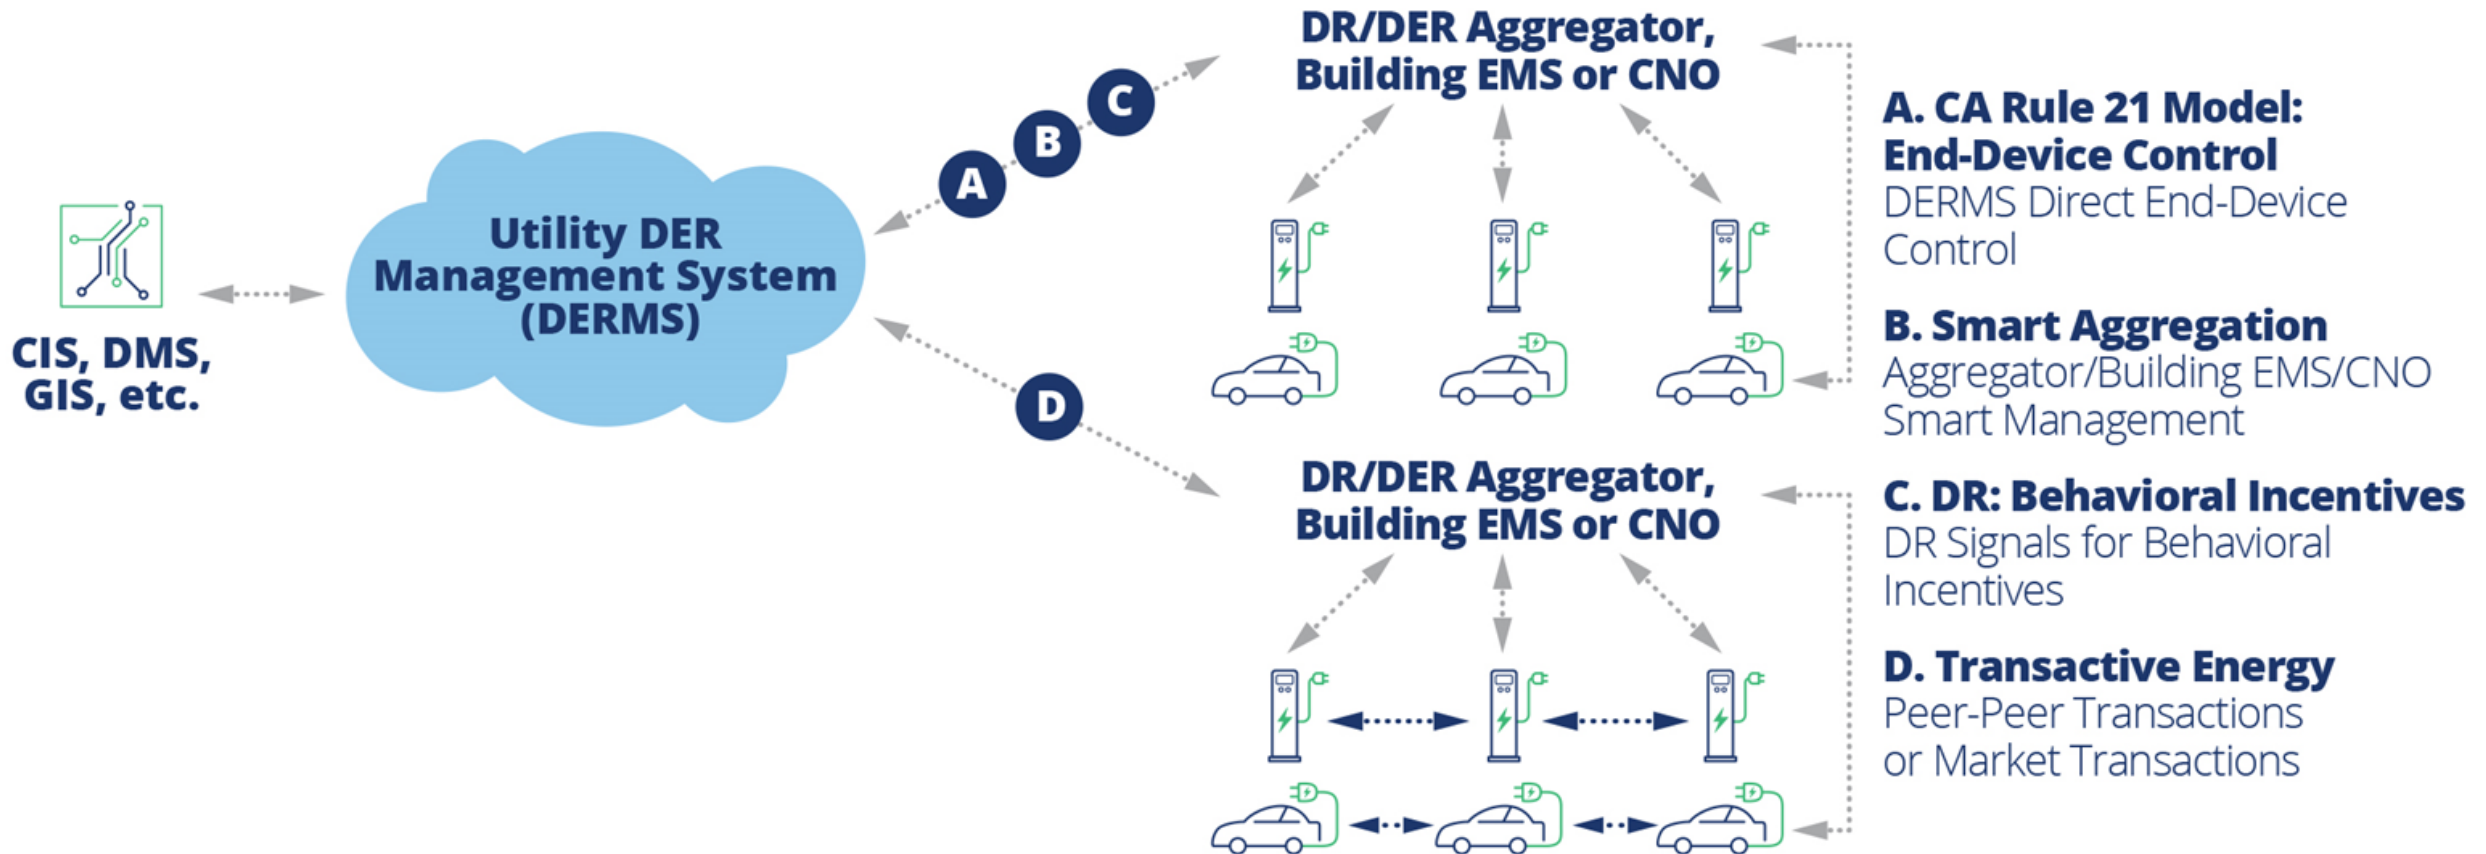 CIS, DMS,
GIS, etc.
Utility DER
Management System
(DERMS)
A
B
C
D
DR/DER Aggregator,
Building EMS or CNO
DR/DER Aggregator,
Building EMS or CNO
A. CA Rule 21 Model:
End-Device Control
DERMS Direct End-Device
Control
B. Smart Aggregation
Aggregator/Building EMS/CNO
Smart Management
C. DR: Behavioral Incentives
DR Signals for Behavioral
Incentives
D. Transactive Energy
Peer-Peer Transactions
or Market Transactions